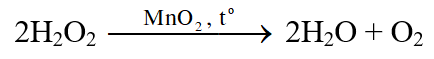 2H₂O₂ MnO₂, t° → 2H₂O + O₂